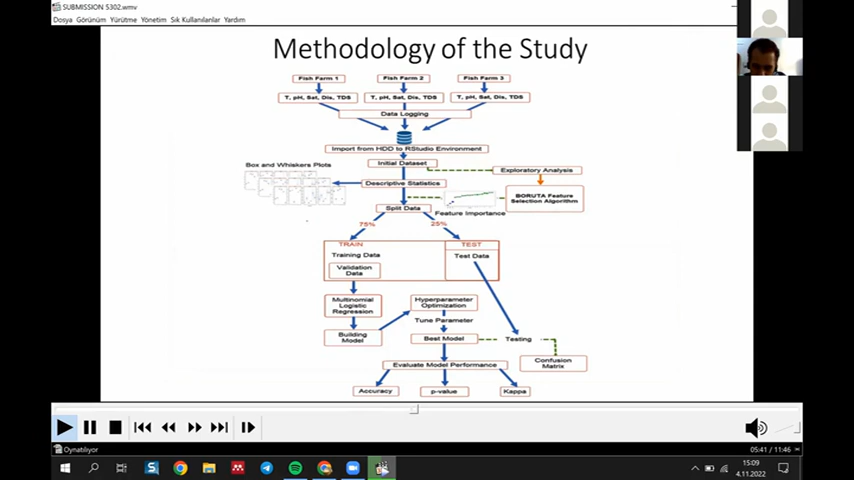 SUBMISSION 5302.wmv
Dosya Görünüm Yürütme Yönetim Sık Kullanılanlar Yardım
Methodology of the Study
Fish Farm 1 Fish Farm 2 Fish Farm 3
T, pH, Sat, Dis, TDS T, pH, Sat, Dis, TDS T, pH, Sat, Dis, TDS
Data Logging
Import from HDD to RStudio Environment
Box and Whiskers Plots
Initial Dataset
Exploratory Analysis
Descriptive Statistics
BORUTA Feature
Selection Algorithm
Split Data
Feature Importance
75% 25%
TRAIN TEST
Training Data Test Data
Validation
Data
Multinomial
Logistic
Regression
Hyperparameter
Optimization
Tune Parameter
Building
Model
Best Model
Testing
Confusion
Matrix
Evaluate Model Performance
Accuracy p-value Kappa
Oynatılıyor
05:41 / 11:46
15:09
4.11.2022